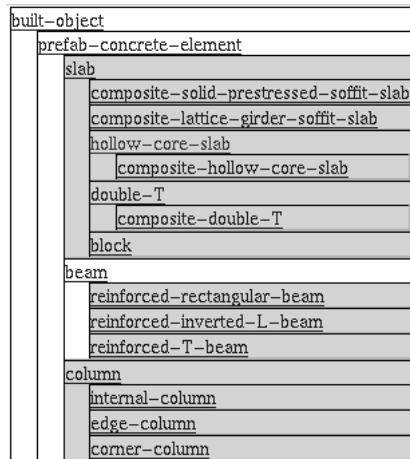 built-object
prefab-concrete-element
slab
composite-solid-prestressed-soffit-slab
composite-lattice-girder-soffit-slab
hollow-core-slab
composite-hollow-core-slab
double-T
composite-double-T
block
beam
reinforced-rectangular-beam
reinforced-inverted-L-beam
reinforced-T-beam
column
internal-column
edge-column
corner-column